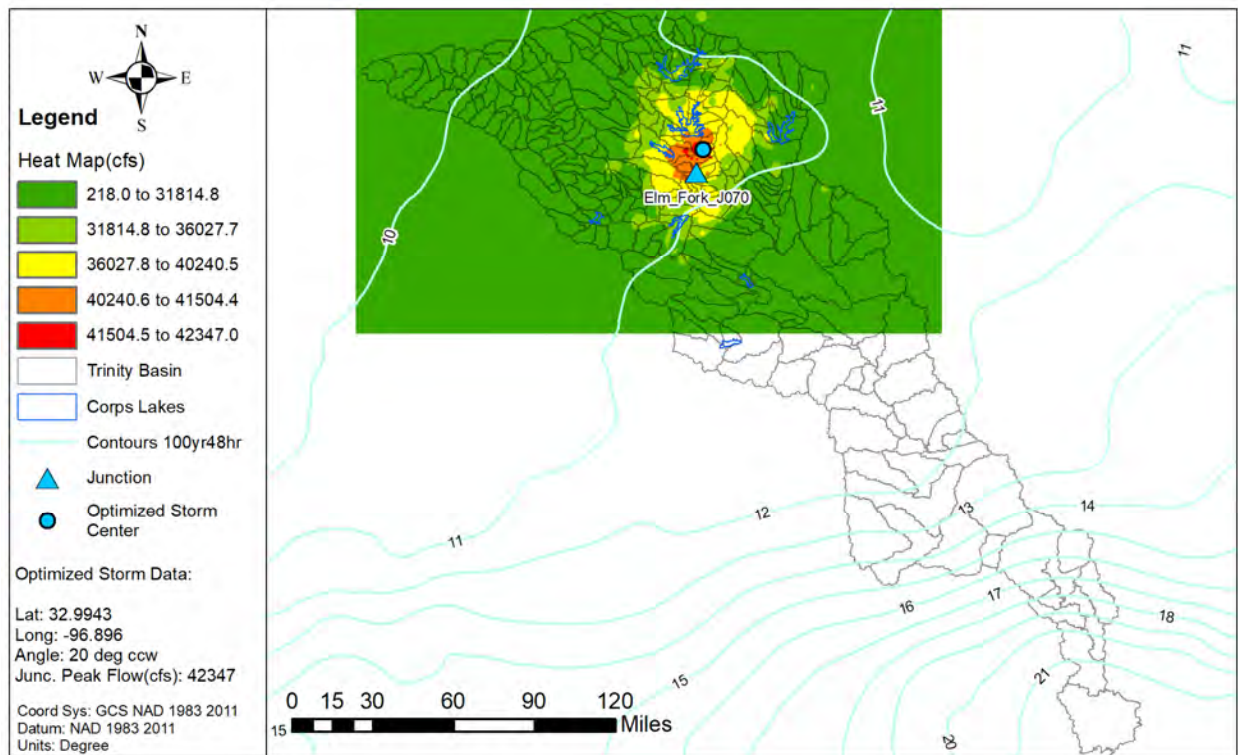 N
W E
S
Legend
Heat Map(cfs)
218.0 to 31814.8
31814.8 to 36027.7
36027.8 to 40240.5
40240.6 to 41504.4
41504.5 to 42347.0
Trinity Basin
Corps Lakes
Contours 100yr48hr
Junction
Optimized Storm
Center
Optimized Storm Data:
Lat: 32.9943
Long: -96.896
Angle: 20 deg ccw
Junc. Peak Flow(cfs): 42347
Coord Sys: GCS NAD 1983 2011
Datum: NAD 1983 2011
Units: Degree
11
11
Elm_Fork_J070
10
12
13
14
11
16
17
18
15
21
20
15
0 15 30 60 90 120
Miles